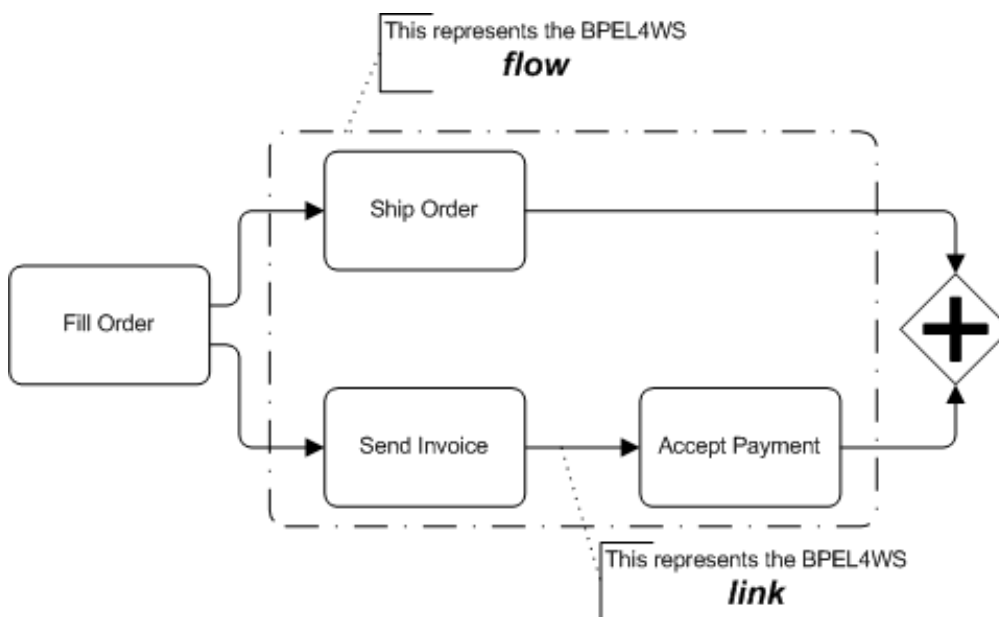 This represents the BPEL4WS
flow
Ship Order
Fill Order
Send Invoice
Accept Payment
This represents the BPEL4WS
link